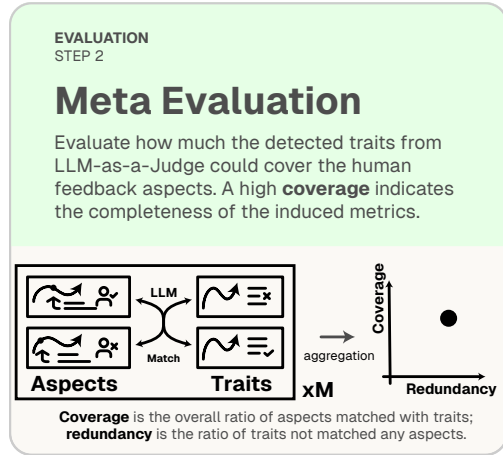 EVALUATION
STEP 2
Meta Evaluation
Evaluate how much the detected traits from
LLM-as-a-Judge could cover the human
feedback aspects. A high coverage indicates
the completeness of the induced metrics.
LLM
Match
Aspects
Traits
xM
aggregation
Coverage
Redundancy
Coverage is the overall ratio of aspects matched with traits;
redundancy is the ratio of traits not matched any aspects.